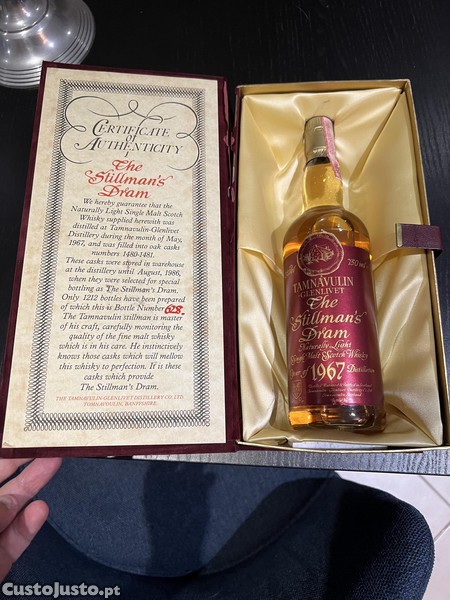 CERTIFICATE
of
AUTHENTICITY
The
Stillman's
Dram
We hereby guarantee that the
Naturally Light Single Malt Scotch
Whisky supplied herewith was
distilled at Tamnavulin-Glenlivet
Distillery during the month of May,
1967, and was filled into oak casks
numbers 1480-1481.
These casks were stored in warehouse
at the distillery until August, 1986,
when they were selected for special
bottling as The Stillman's Dram.
Only 1212 bottles have been prepared
of which this is Bottle Number 628.
The Tamnavulin stillman is master
of his craft, carefully monitoring the
quality of the fine malt whisky
which is in his care. He instinctively
knows those casks which will mellow
this whisky to perfection. It is these
casks which provide
The Stillman's Dram.
THE TAMNAVULIN-GLENLIVET DISTILLERY CO. LTD.
TOMNAVOULIN, BANFFSHIRE.
750 ml
TAMNAVULIN
GLENLIVET
The
Stillman's
Dram
Naturally Light
Single Malt Scotch Whisky
Year of 1967 Distillation
CustoJusto.pt